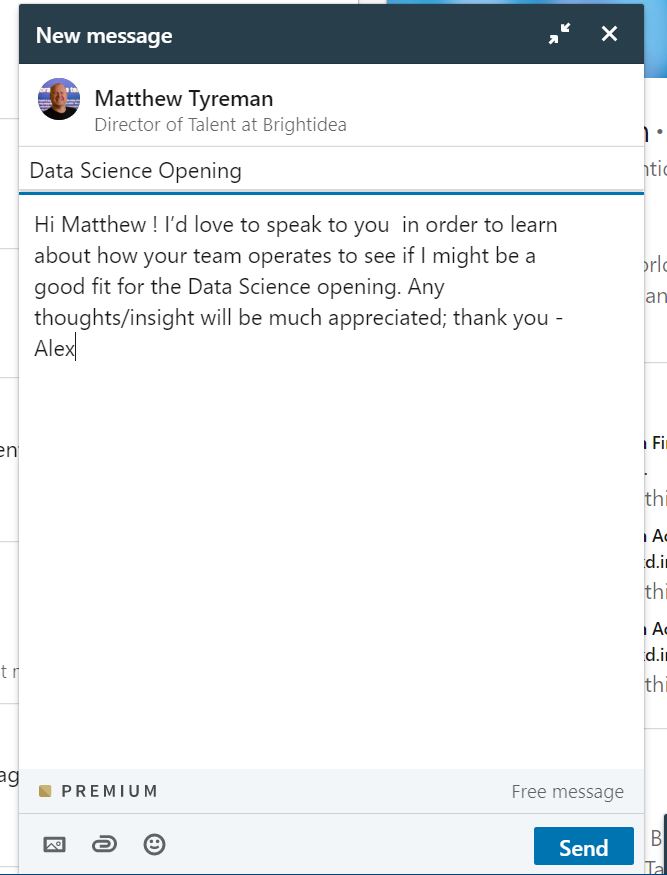 New message
Matthew Tyreman
Director of Talent at Brightidea
Data Science Opening
Hi Matthew ! I'd love to speak to you  in order to learn
about how your team operates to see if I might be a
good fit for the Data Science opening. Any
thoughts/insight will be much appreciated; thank you -
Alex
PREMIUM
Free message
Send